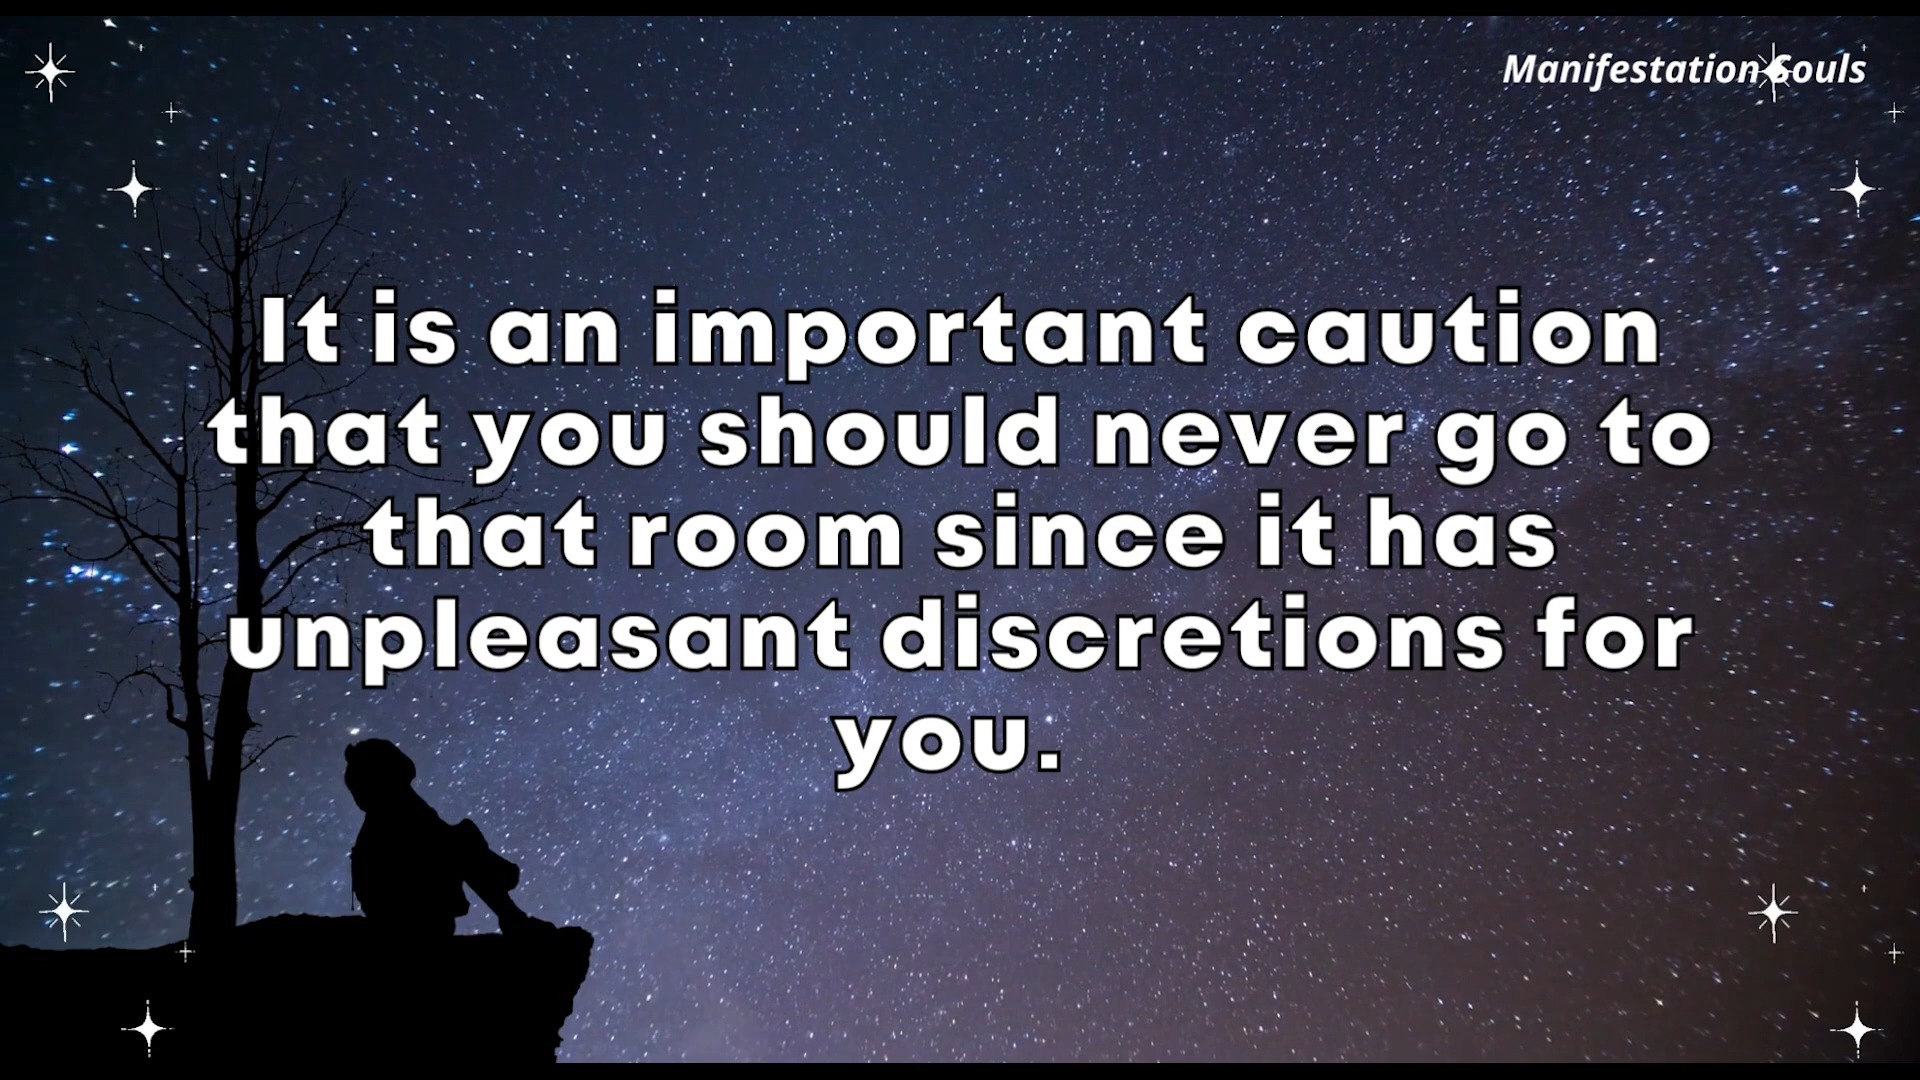 Manifestation Souls
It is an important caution
that you should never go to
that room since it has
unpleasant discretions for
you.